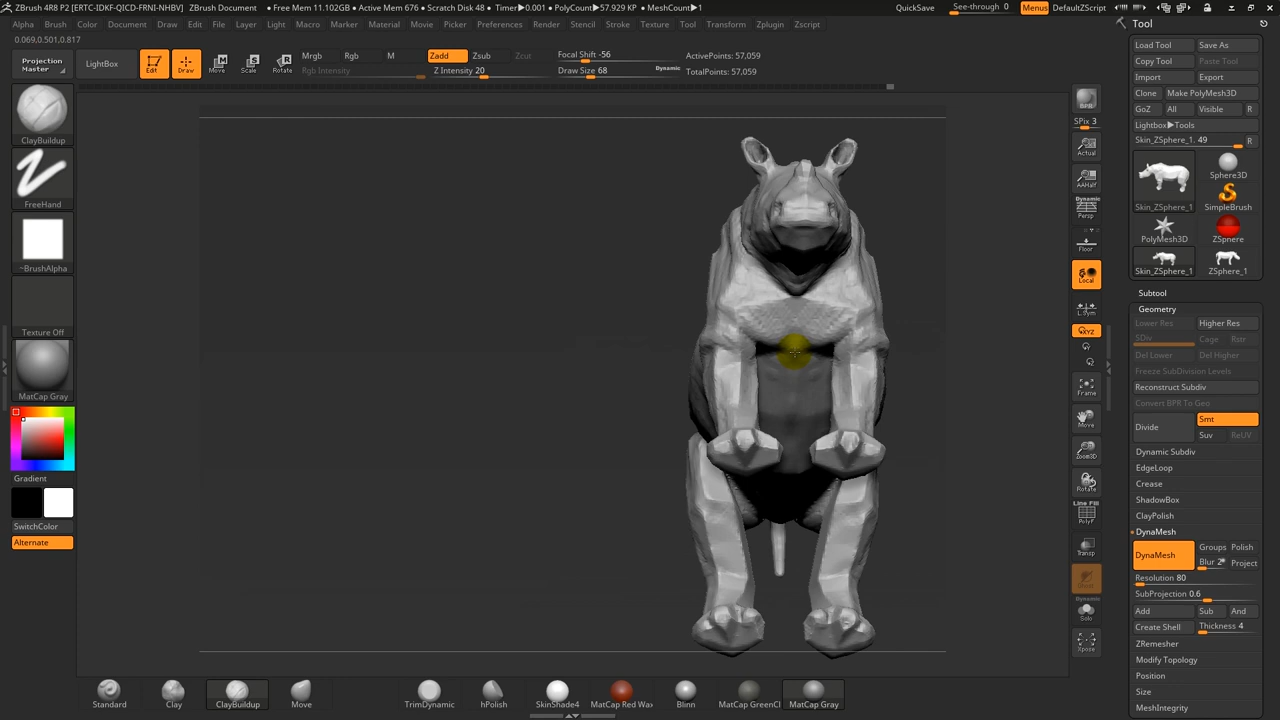 ZBrush 4R8 P2 [ERTC-IDKF-QICD-FRNI-NHBV] ZBrush Document • Free Mem 11.102GB • Active Mem 676 • Scratch Disk 48 • Timer▶0.001 • PolyCount▶57.929 KP • MeshCount▶1 QuickSave See-through 0 Menus DefaultZScript
Alpha Brush Color Document Draw Edit File Layer Light Macro Marker Material Movie Picker Preferences Render Stencil Stroke Texture Tool Transform Zplugin Zscript
0.069,0.501,0.817
Projection
Master
LightBox
Edit
Draw
Move
Scale
Rotate
Mrgb Rgb M
Rgb Intensity
Zadd Zsub Zcut
Z Intensity 20
Focal Shift -56
Draw Size 68 Dynamic
ActivePoints: 57,059
TotalPoints: 57,059
ClayBuildup
FreeHand
~BrushAlpha
Texture Off
MatCap Gray
Gradient
SwitchColor
Alternate
BPR
SPix 3
Actual
AAHalf
Dynamic
Persp
Floor
Local
L.Sym
XYZ
Frame
Move
Zoom3D
Rotate
Line Fill
PolyF
Transp
Dynamic
Solo
Xpose
Tool
Load Tool Save As
Copy Tool Paste Tool
Import Export
Clone Make PolyMesh3D
GoZ All Visible R
Lightbox▶Tools
Skin_ZSphere_1. 49 R
Skin_ZSphere_1
Sphere3D
SimpleBrush
PolyMesh3D ZSphere
Skin_ZSphere_1 ZSphere_1
Subtool
Geometry
Lower Res Higher Res
SDiv Cage Rstr
Del Lower Del Higher
Freeze SubDivision Levels
Reconstruct Subdiv
Convert BPR To Geo
Divide
Smt
Suv ReUV
Dynamic Subdiv
EdgeLoop
Crease
ShadowBox
ClayPolish
DynaMesh
DynaMesh
Groups Polish
Blur 2 Project
Resolution 80
SubProjection 0.6
Add Sub And
Create Shell Thickness 4
ZRemesher
Modify Topology
Position
Size
MeshIntegrity
Standard Clay ClayBuildup Move TrimDynamic hPolish SkinShade4 MatCap Red Wax Blinn MatCap GreenCl MatCap Gray